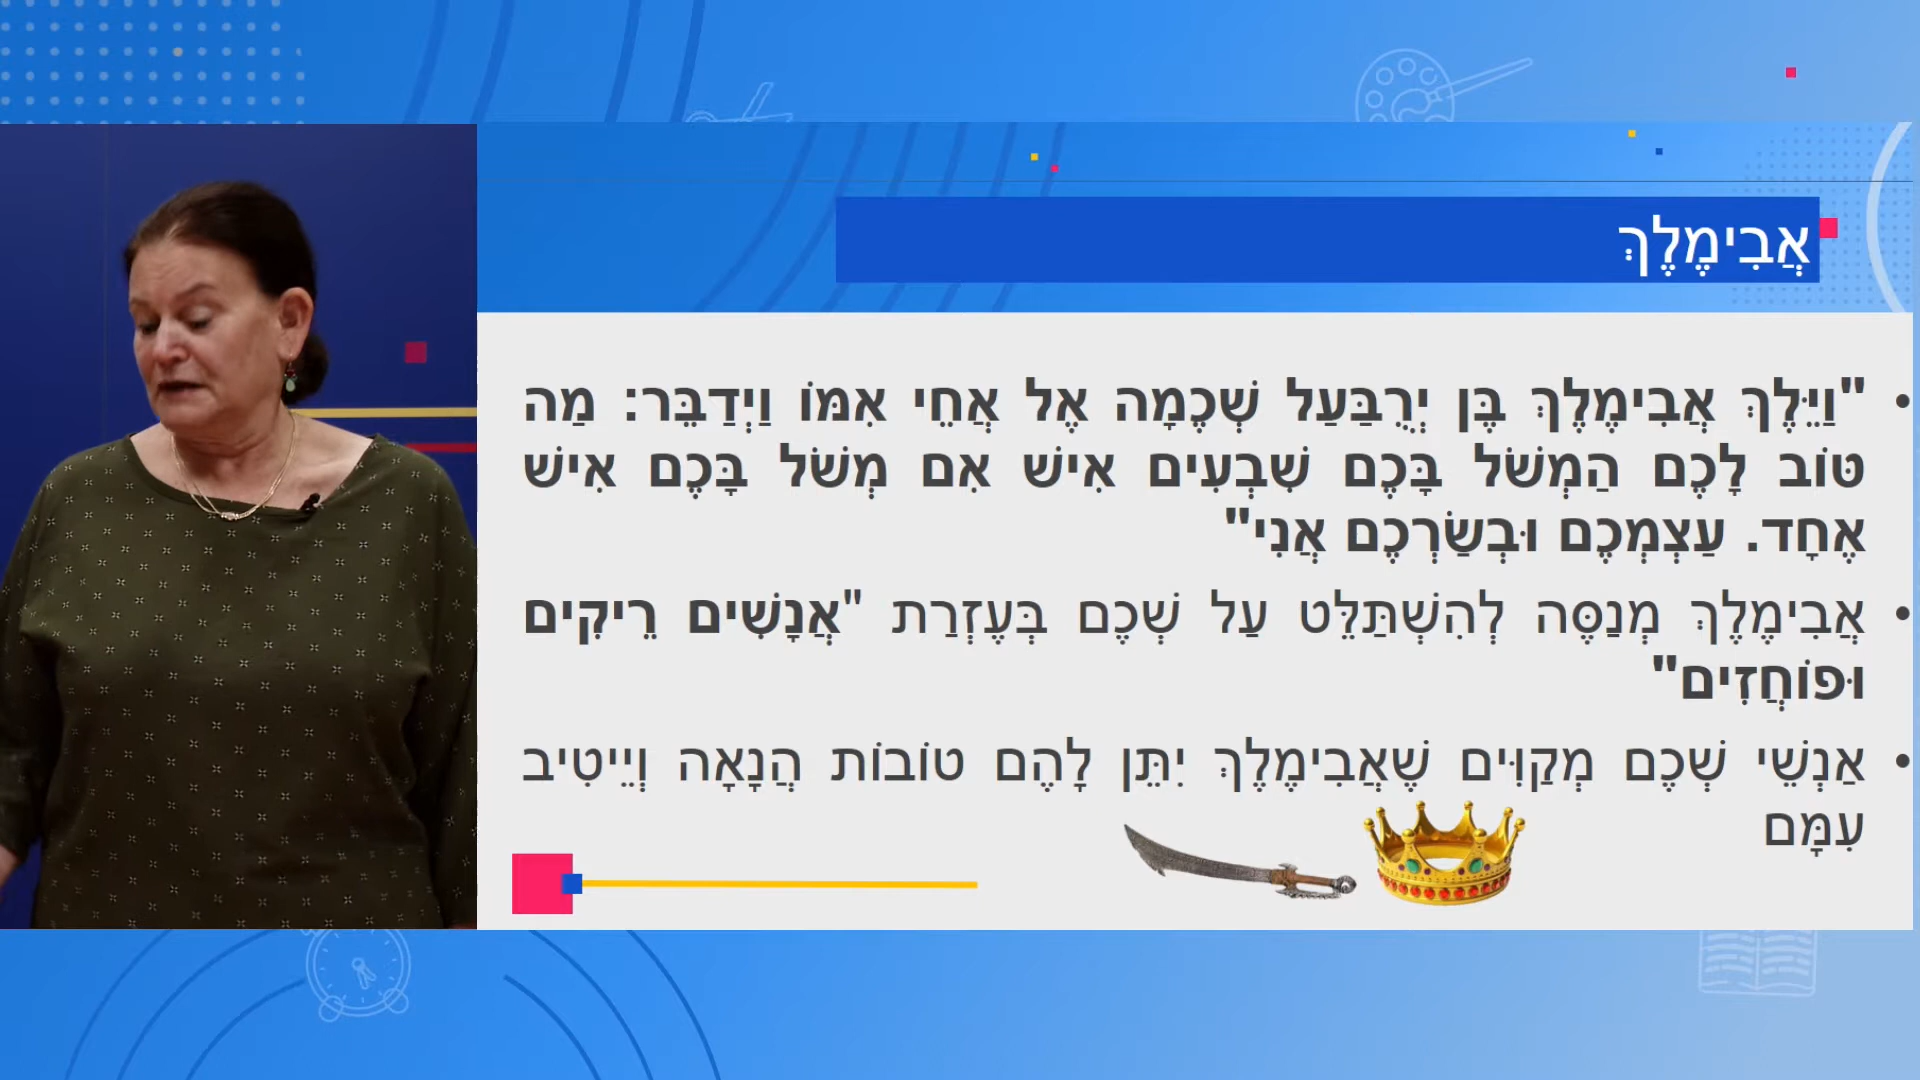 אֲבִימֶלֶךְ
• "וַיֵּלֶךְ אֲבִימֶלֶךְ בֶּן יְרֻבַּעַל שְׁכֶמָה אֶל אֲחֵי אִמּוֹ וַיְדַבֵּר: מַה
טּוֹב לָכֶם הַמְשֹׁל בָּכֶם שִׁבְעִים אִישׁ אִם מְשֹׁל בָּכֶם אִישׁ
אֶחָד. עַצְמְכֶם וּבְשַׂרְכֶם אֲנִי"
• אֲבִימֶלֶךְ מְנַסֶּה לְהִשְׁתַּלֵּט עַל שְׁכֶם בְּעֶזְרַת "אֲנָשִׁים רֵיקִים
וּפוֹחֲזִים"
• אַנְשֵׁי שְׁכֶם מְקַוִּים שֶׁאֲבִימֶלֶךְ יִתֵּן לָהֶם טוֹבוֹת הֲנָאָה וְיֵיטִיב
עִמָּם